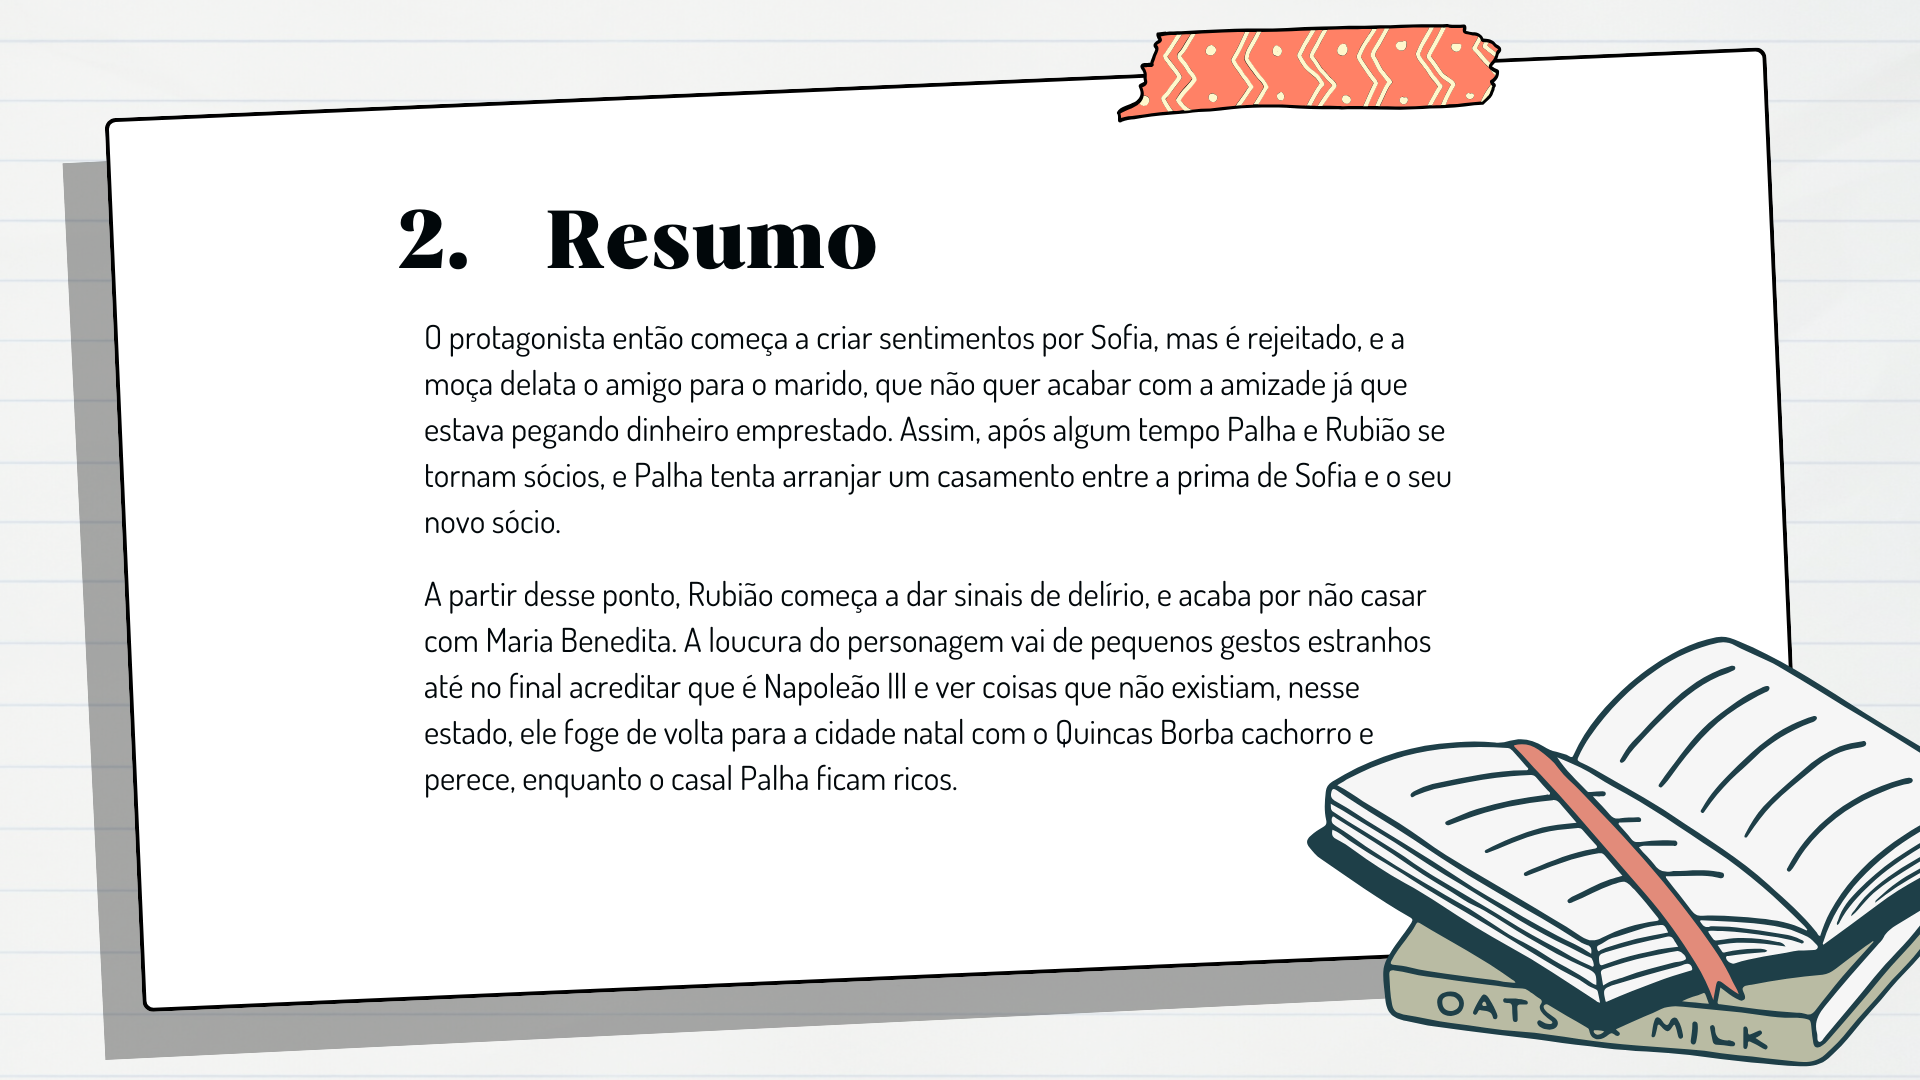 2. Resumo
O protagonista então começa a criar sentimentos por Sofia, mas é rejeitado, e a
moça delata o amigo para o marido, que não quer acabar com a amizade já que
estava pegando dinheiro emprestado. Assim, após algum tempo Palha e Rubião se
tornam sócios, e Palha tenta arranjar um casamento entre a prima de Sofia e o seu
novo sócio.
A partir desse ponto, Rubião começa a dar sinais de delírio, e acaba por não casar
com Maria Benedita. A loucura do personagem vai de pequenos gestos estranhos
até no final acreditar que é Napoleão lll e ver coisas que não existiam, nesse
estado, ele foge de volta para a cidade natal com o Quincas Borba cachorro e
perece, enquanto o casal Palha ficam ricos.
OATS & MILK